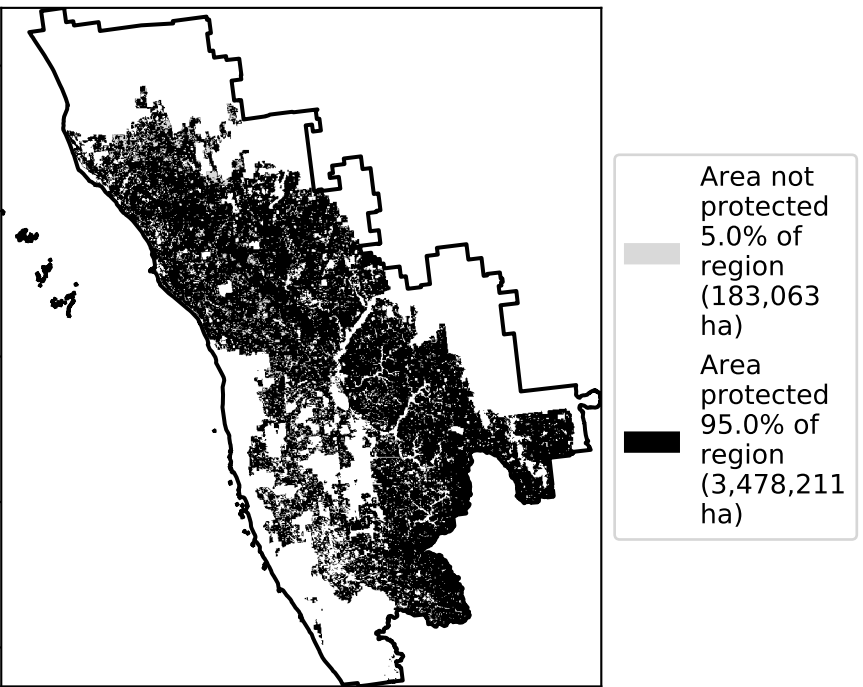 Area not
protected
5.0% of
region
(183,063
ha)
Area
protected
95.0% of
region
(3,478,211
ha)